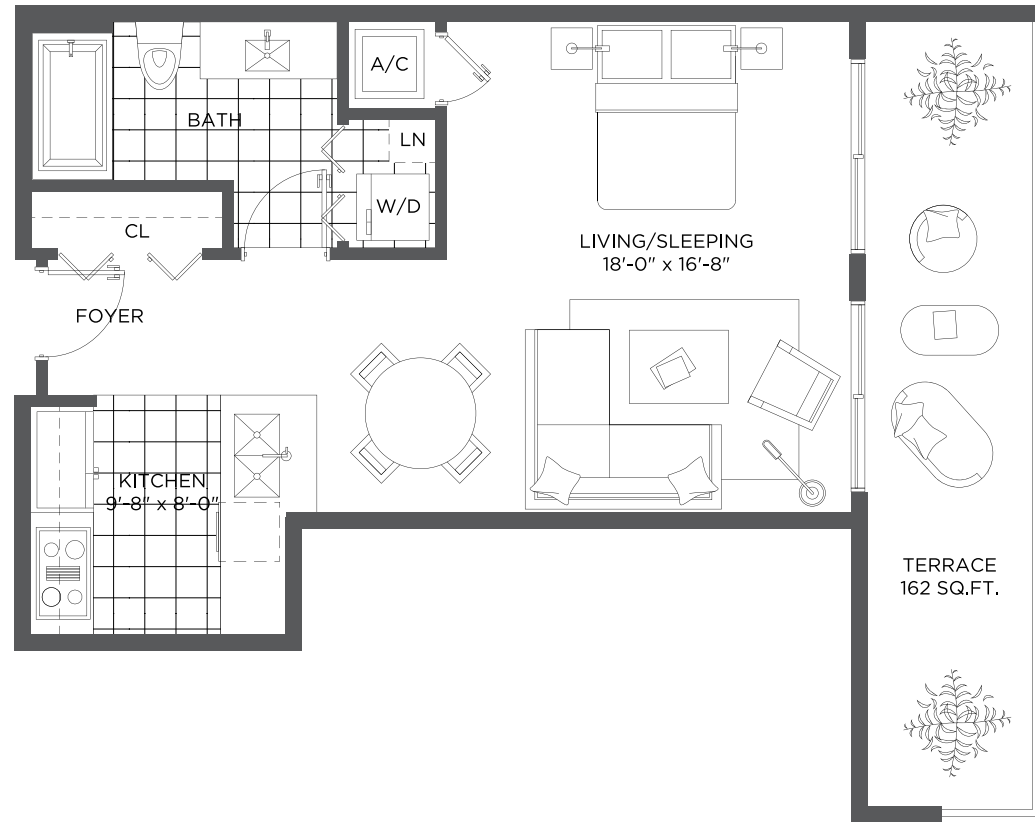 A/C
BATH
LN
W/D
CL
LIVING/SLEEPING
18'-0" x 16'-8"
FOYER
KITCHEN
9'-8" x 8'-0"
TERRACE
162 SQ.FT.